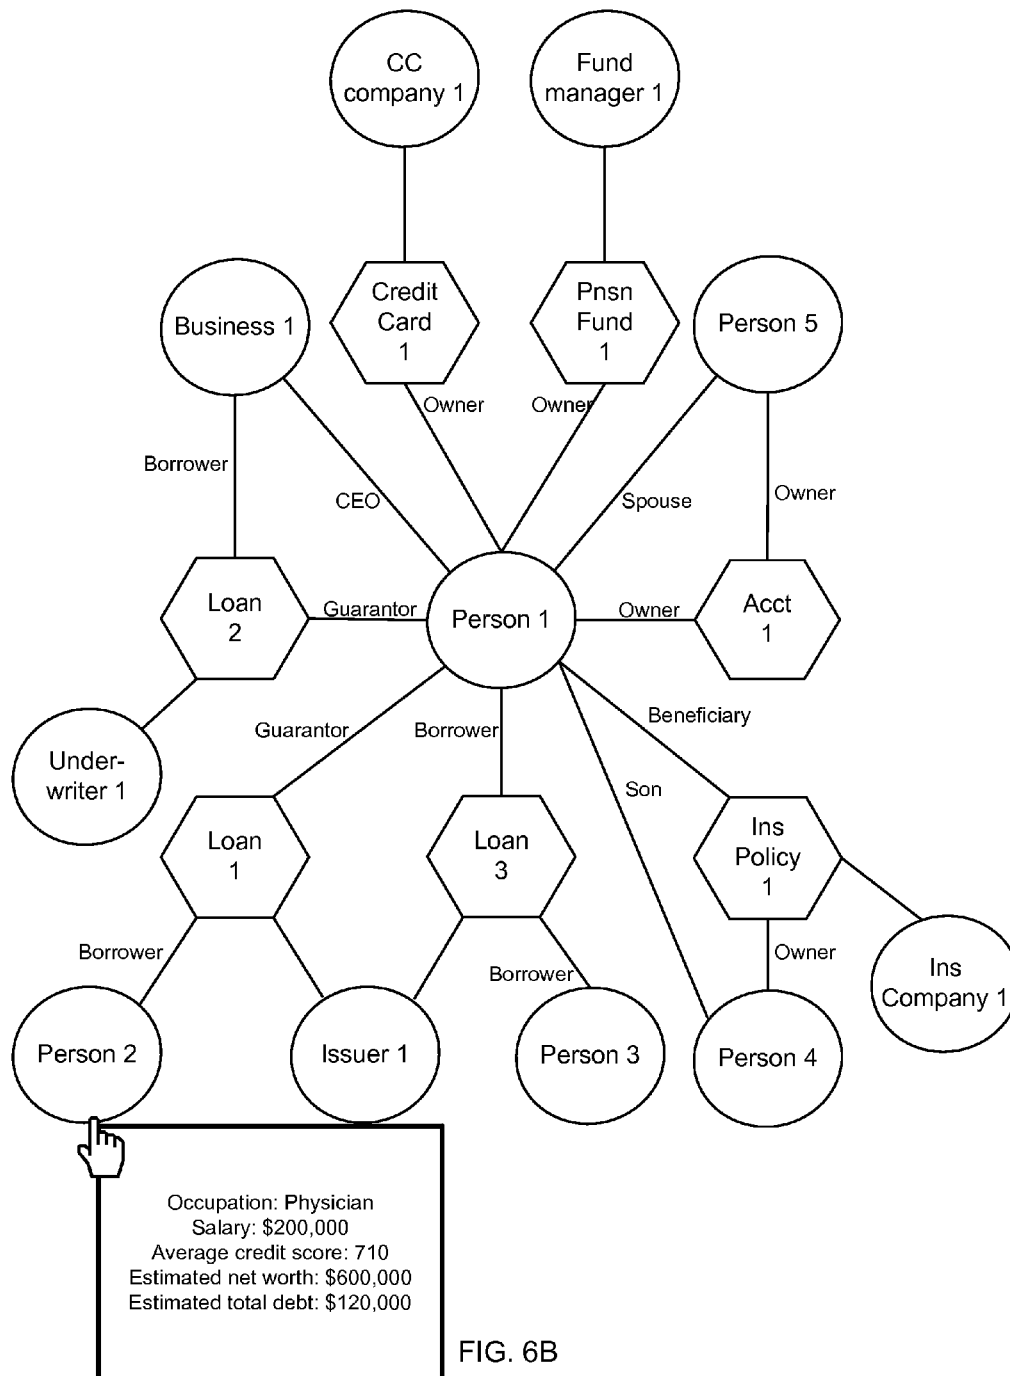 CC
company 1
Fund
manager 1
Business 1
Credit
Card
1
Pnsn
Fund
1
Person 5
Owner
Owner
Borrower
CEO
Spouse
Owner
Loan
2
Guarantor
Person 1
Owner
Acct
1
Under-
writer 1
Guarantor
Borrower
Beneficiary
Son
Loan
1
Loan
3
Ins
Policy
1
Borrower
Borrower
Owner
Ins
Company 1
Person 2
Issuer 1
Person 3
Person 4
Occupation: Physician
Salary: $200,000
Average credit score: 710
Estimated net worth: $600,000
Estimated total debt: $120,000
FIG. 6B